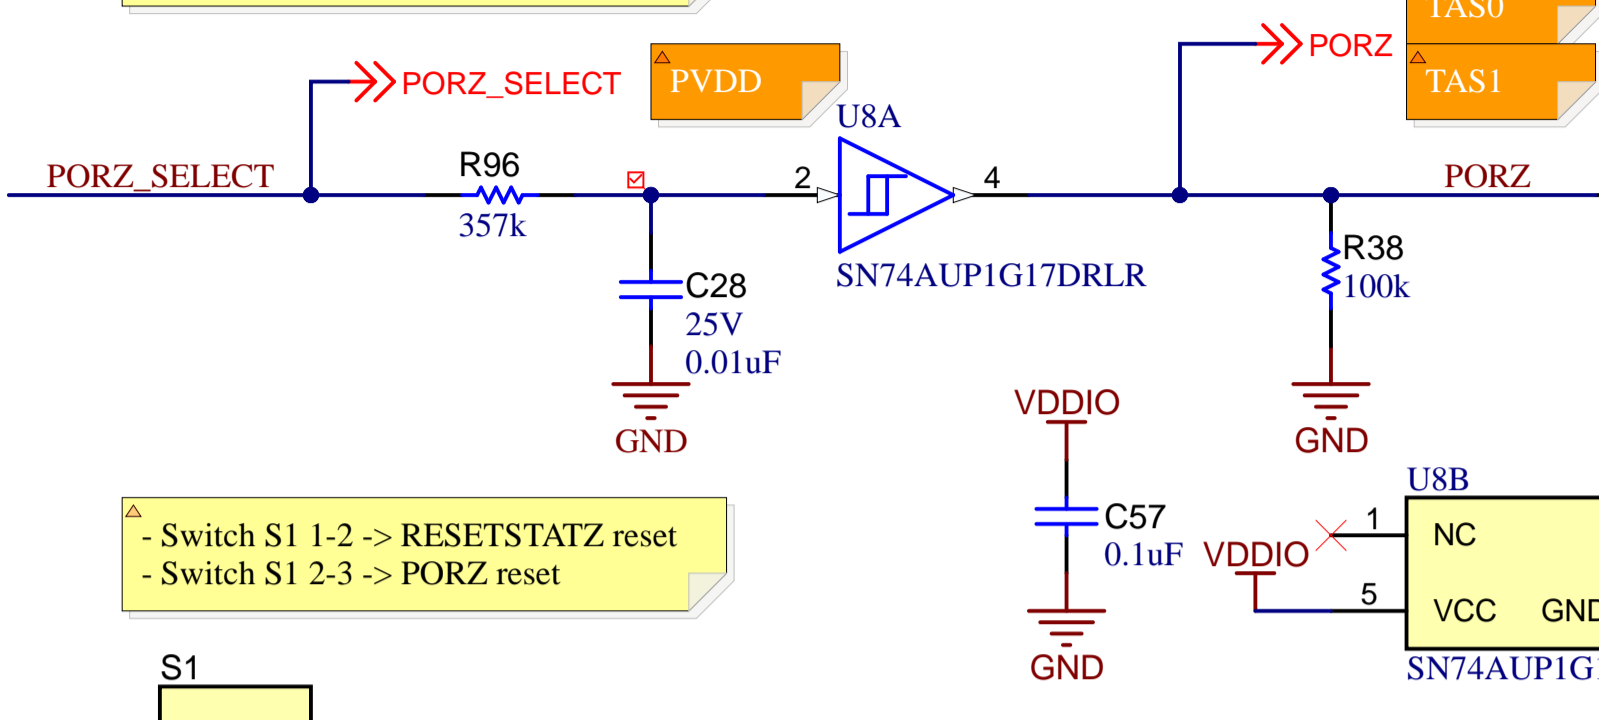 TAS0
PORZ
PORZ_SELECT
PVDD
TAS1
U8A
PORZ_SELECT
R96
2
4
PORZ
357k
R38
100k
SN74AUP1G17DRLR
C28
25V
0.01uF
VDDIO
GND
GND
U8B
- Switch S1 1-2 -> RESETSTATZ reset
- Switch S1 2-3 -> PORZ reset
C57
0.1uF
1
NC
VDDIO
5
VCC
GND
GND
S1
SN74AUP1G1